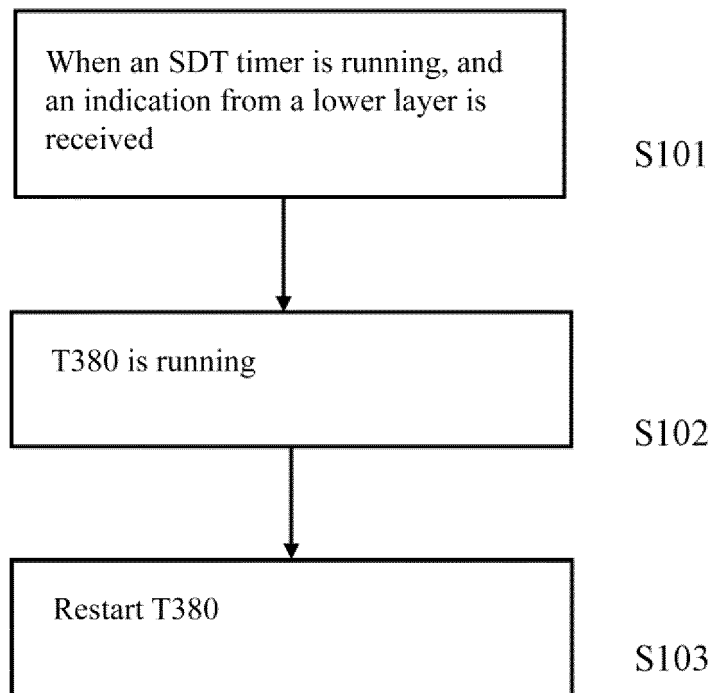 When an SDT timer is running, and
an indication from a lower layer is
received
S101
T380 is running
S102
Restart T380
S103